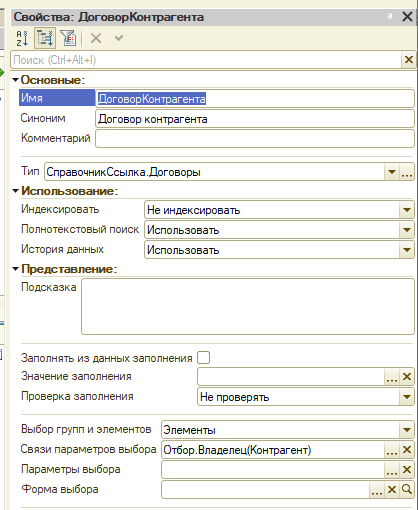 Свойства: ДоговорКонтрагента
Поиск (Ctrl+Alt+I)
Основные:
Имя ДоговорКонтрагента
Синоним Договор контрагента
Комментарий
Тип СправочникСсылка.Договоры
Использование:
Индексировать Не индексировать
Полнотекстовый поиск Использовать
История данных Использовать
Представление:
Подсказка
Заполнять из данных заполнения
Значение заполнения
Проверка заполнения Не проверять
Выбор групп и элементов Элементы
Связи параметров выбора Отбор.Владелец(Контрагент)
Параметры выбора
Форма выбора